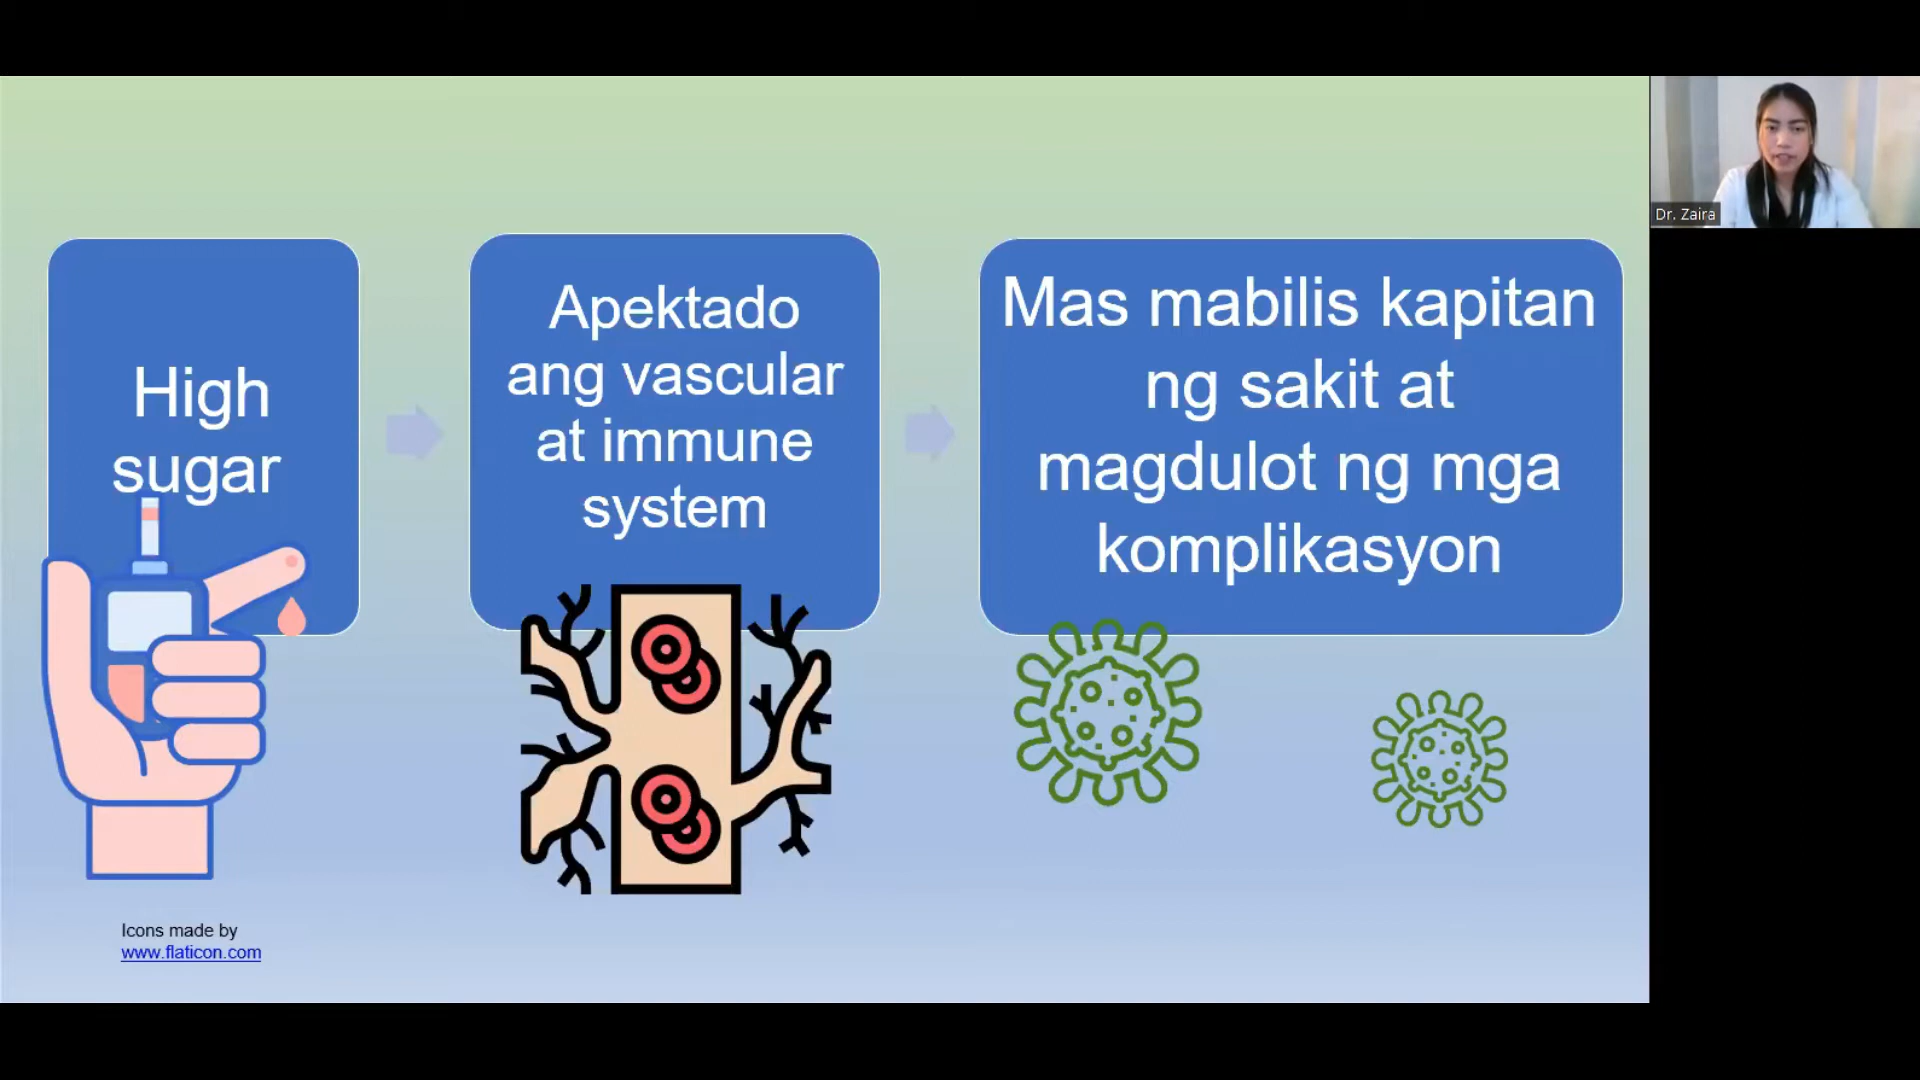 High
sugar
Apektado
ang vascular
at immune
system
Mas mabilis kapitan
ng sakit at
magdulot ng mga
komplikasyon
Icons made by
www.flaticon.com
Dr. Zaira